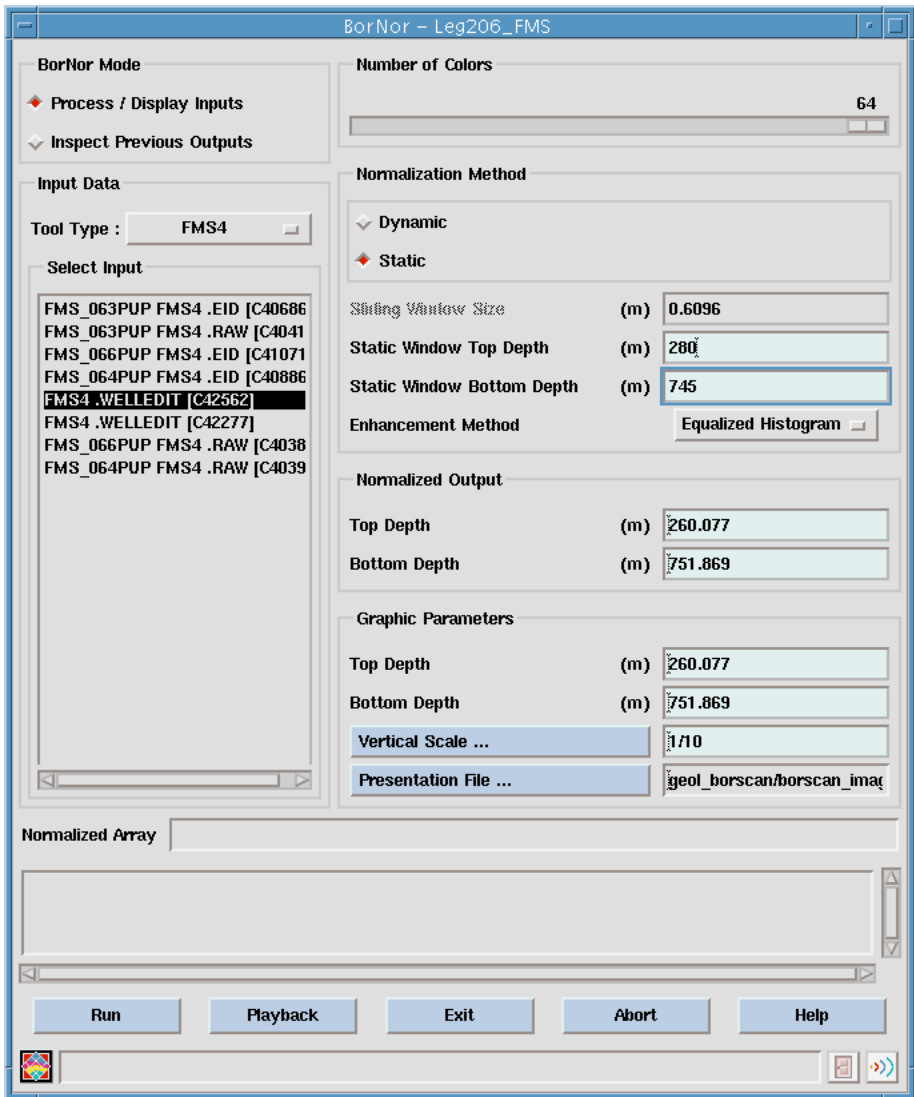 BorNor - Leg206_FMS
BorNor Mode
Process / Display Inputs
Inspect Previous Outputs
Number of Colors
64
Input Data
Tool Type :
FMS4
Select Input
FMS_063PUP FMS4 .EID [C40686
FMS_063PUP FMS4 .RAW [C4041
FMS_066PUP FMS4 .EID [C41071
FMS_064PUP FMS4 .EID [C40886
FMS4 .WELLEDIT [C42562]
FMS4 .WELLEDIT [C42277]
FMS_066PUP FMS4 .RAW [C4038
FMS_064PUP FMS4 .RAW [C4039
Normalization Method
Dynamic
Static
Sliding Window Size (m) 0.6096
Static Window Top Depth (m) 280
Static Window Bottom Depth (m) 745
Enhancement Method Equalized Histogram
Normalized Output
Top Depth (m) 260.077
Bottom Depth (m) 751.869
Graphic Parameters
Top Depth (m) 260.077
Bottom Depth (m) 751.869
Vertical Scale ... 1/10
Presentation File ... geol_borscan/borscan_imag
Normalized Array
Run Playback Exit Abort Help